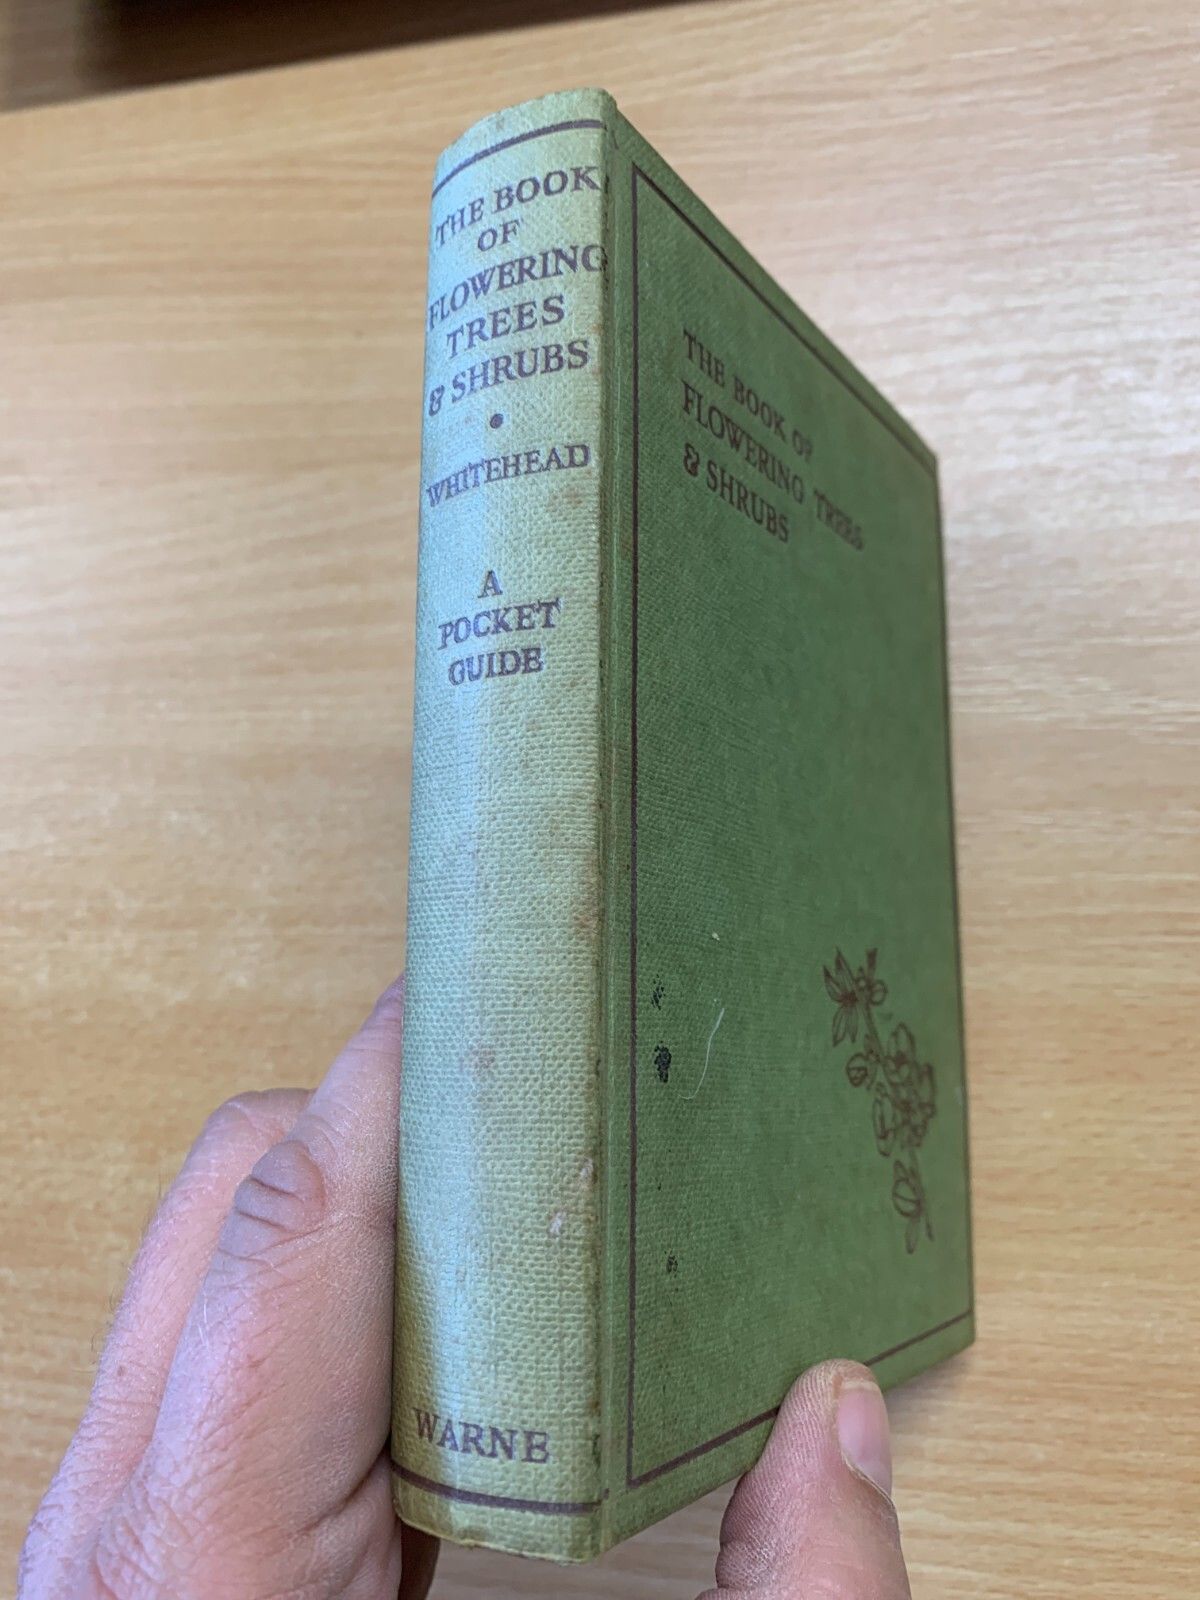 THE BOOK
OF
FLOWERING
TREES
& SHRUBS
•
WHITEHEAD
A
POCKET
GUIDE
WARNE
THE BOOK OF
FLOWERING TREES
& SHRUBS